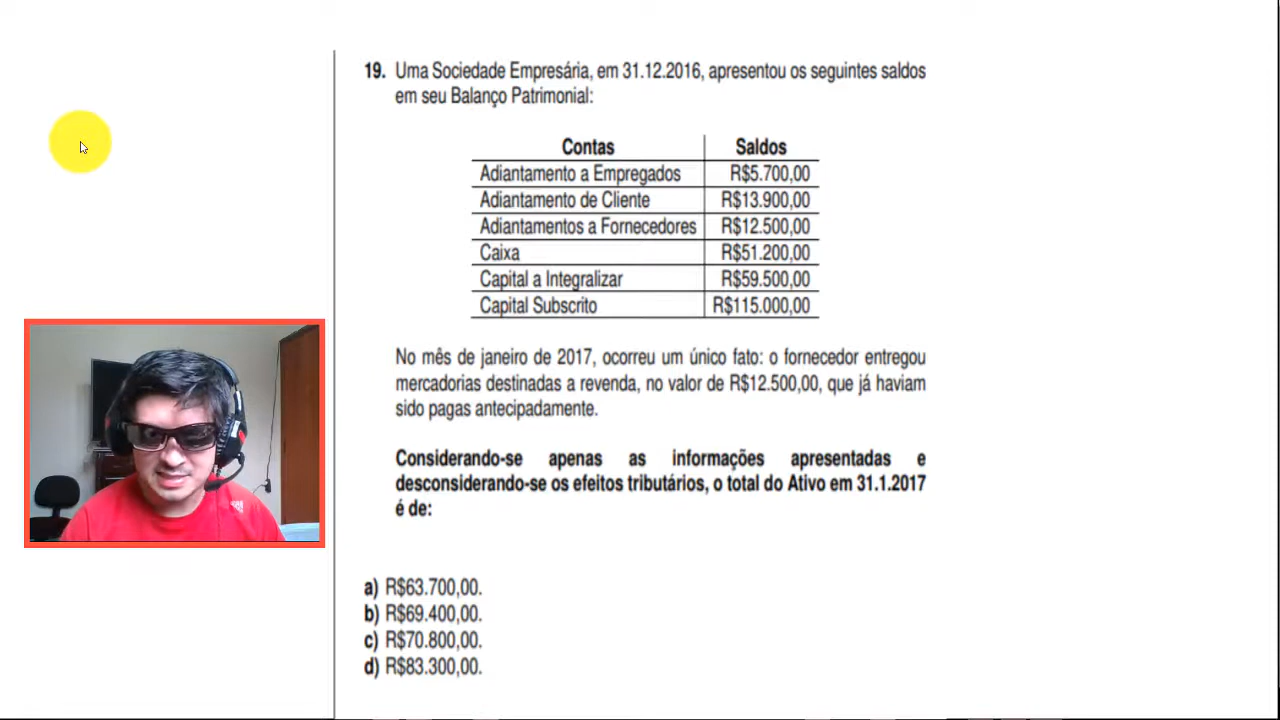 19. Uma Sociedade Empresária, em 31.12.2016, apresentou os seguintes saldos
em seu Balanço Patrimonial:
Contas Saldos
Adiantamento a Empregados R$5.700,00
Adiantamento de Cliente R$13.900,00
Adiantamentos a Fornecedores R$12.500,00
Caixa R$51.200,00
Capital a Integralizar R$59.500,00
Capital Subscrito R$115.000,00
No mês de janeiro de 2017, ocorreu um único fato: o fornecedor entregou
mercadorias destinadas a revenda, no valor de R$12.500,00, que já haviam
sido pagas antecipadamente.
Considerando-se apenas as informações apresentadas e
desconsiderando-se os efeitos tributários, o total do Ativo em 31.1.2017
é de:
a) R$63.700,00.
b) R$69.400,00.
c) R$70.800,00.
d) R$83.300,00.